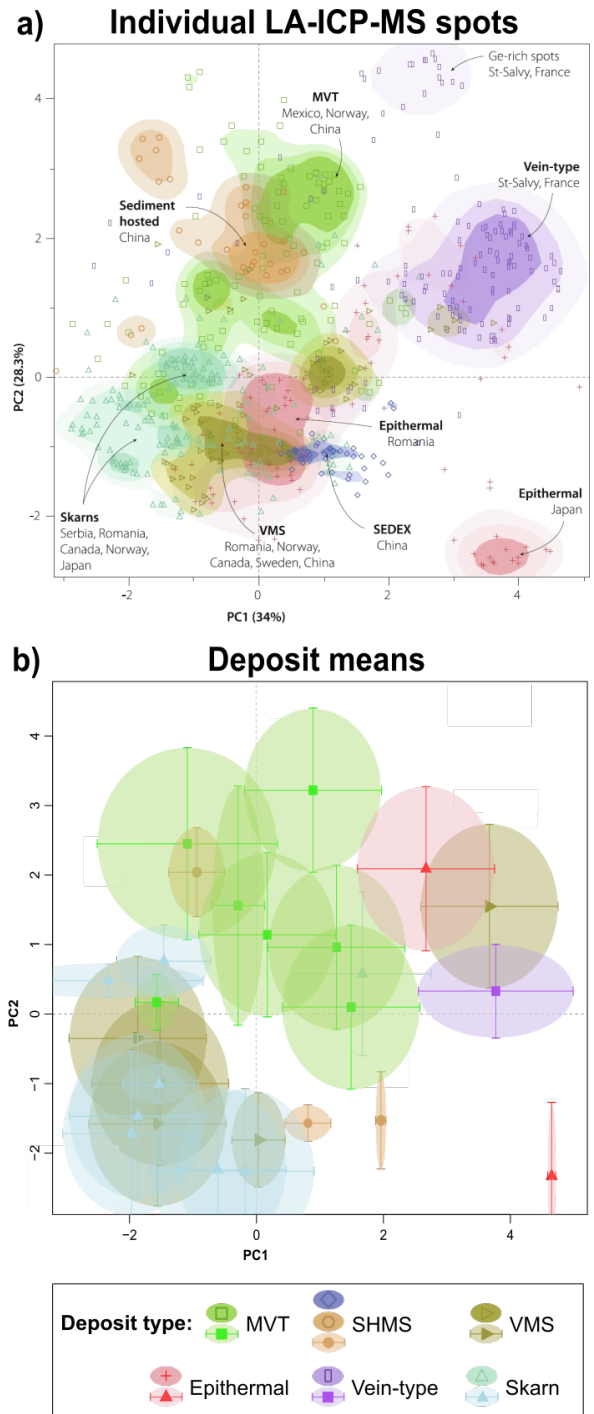 a) Individual LA-ICP-MS spots
Ge-rich spots
St-Salvy, France
MVT
Mexico, Norway,
China
Vein-type
St-Salvy, France
Sediment
hosted
China
Epithermal
Romania
Epithermal
Japan
Skarns
Serbia, Romania,
Canada, Norway,
Japan
VMS
Romania, Norway,
Canada, Sweden, China
SEDEX
China
4
2
0
−2
PC2 (28.3%)
-2
0
2
4
PC1 (34%)
b) Deposit means
4
3
2
1
0
−1
−2
PC2
−2
0
2
4
PC1
Deposit type:
MVT
SHMS
VMS
Epithermal
Vein-type
Skarn